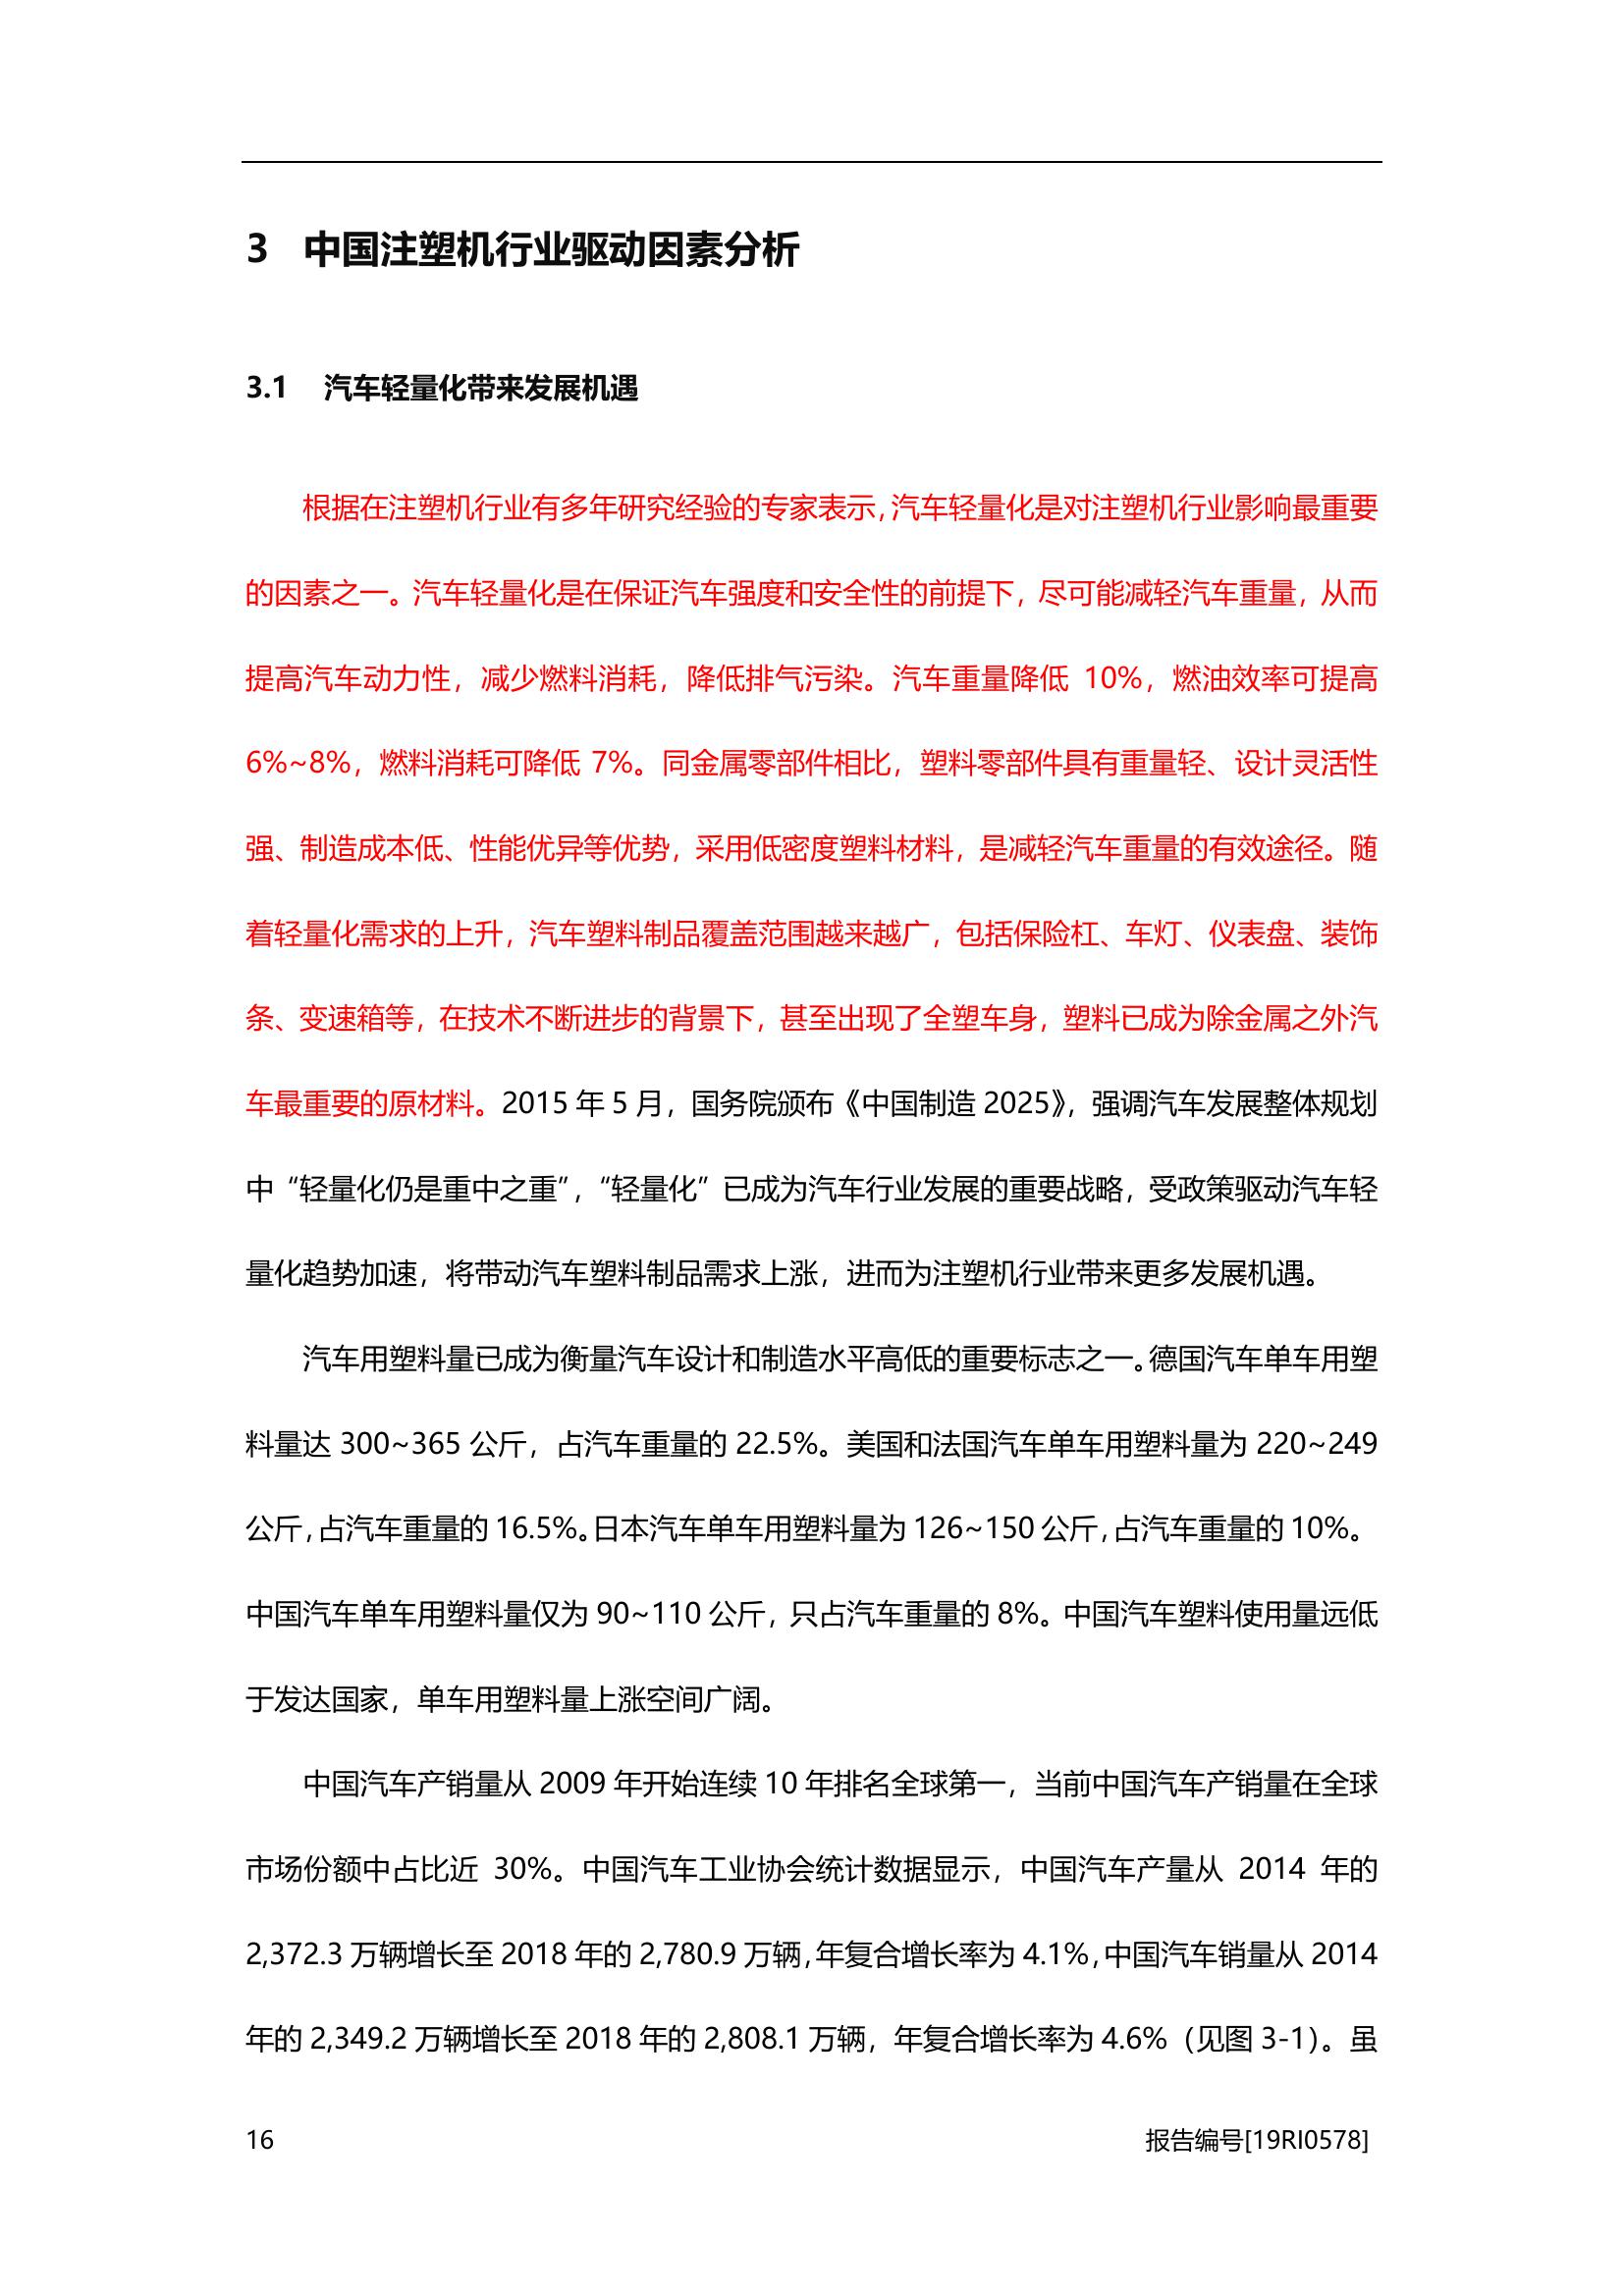 3 中国注塑机行业驱动因素分析
3.1 汽车轻量化带来发展机遇
根据在注塑机行业有多年研究经验的专家表示，汽车轻量化是对注塑机行业影响最重要
的因素之一。汽车轻量化是在保证汽车强度和安全性的前提下，尽可能减轻汽车重量，从而
提高汽车动力性，减少燃料消耗，降低排气污染。汽车重量降低 10%，燃油效率可提高
6%~8%，燃料消耗可降低 7%。同金属零部件相比，塑料零部件具有重量轻、设计灵活性
强、制造成本低、性能优异等优势，采用低密度塑料材料，是减轻汽车重量的有效途径。随
着轻量化需求的上升，汽车塑料制品覆盖范围越来越广，包括保险杠、车灯、仪表盘、装饰
条、变速箱等，在技术不断进步的背景下，甚至出现了全塑车身，塑料已成为除金属之外汽
车最重要的原材料。2015 年 5 月，国务院颁布《中国制造 2025》，强调汽车发展整体规划
中“轻量化仍是重中之重”，“轻量化”已成为汽车行业发展的重要战略，受政策驱动汽车轻
量化趋势加速，将带动汽车塑料制品需求上涨，进而为注塑机行业带来更多发展机遇。
汽车用塑料量已成为衡量汽车设计和制造水平高低的重要标志之一。德国汽车单车用塑
料量达 300~365 公斤，占汽车重量的 22.5%。美国和法国汽车单车用塑料量为 220~249
公斤，占汽车重量的 16.5%。日本汽车单车用塑料量为 126~150 公斤，占汽车重量的 10%。
中国汽车单车用塑料量仅为 90~110 公斤，只占汽车重量的 8%。中国汽车塑料使用量远低
于发达国家，单车用塑料量上涨空间广阔。
中国汽车产销量从 2009 年开始连续 10 年排名全球第一，当前中国汽车产销量在全球
市场份额中占比近 30%。中国汽车工业协会统计数据显示，中国汽车产量从 2014 年的
2,372.3 万辆增长至 2018 年的 2,780.9 万辆，年复合增长率为 4.1%，中国汽车销量从 2014
年的 2,349.2 万辆增长至 2018 年的 2,808.1 万辆，年复合增长率为 4.6%（见图 3-1）。虽
16 报告编号[19RI0578]